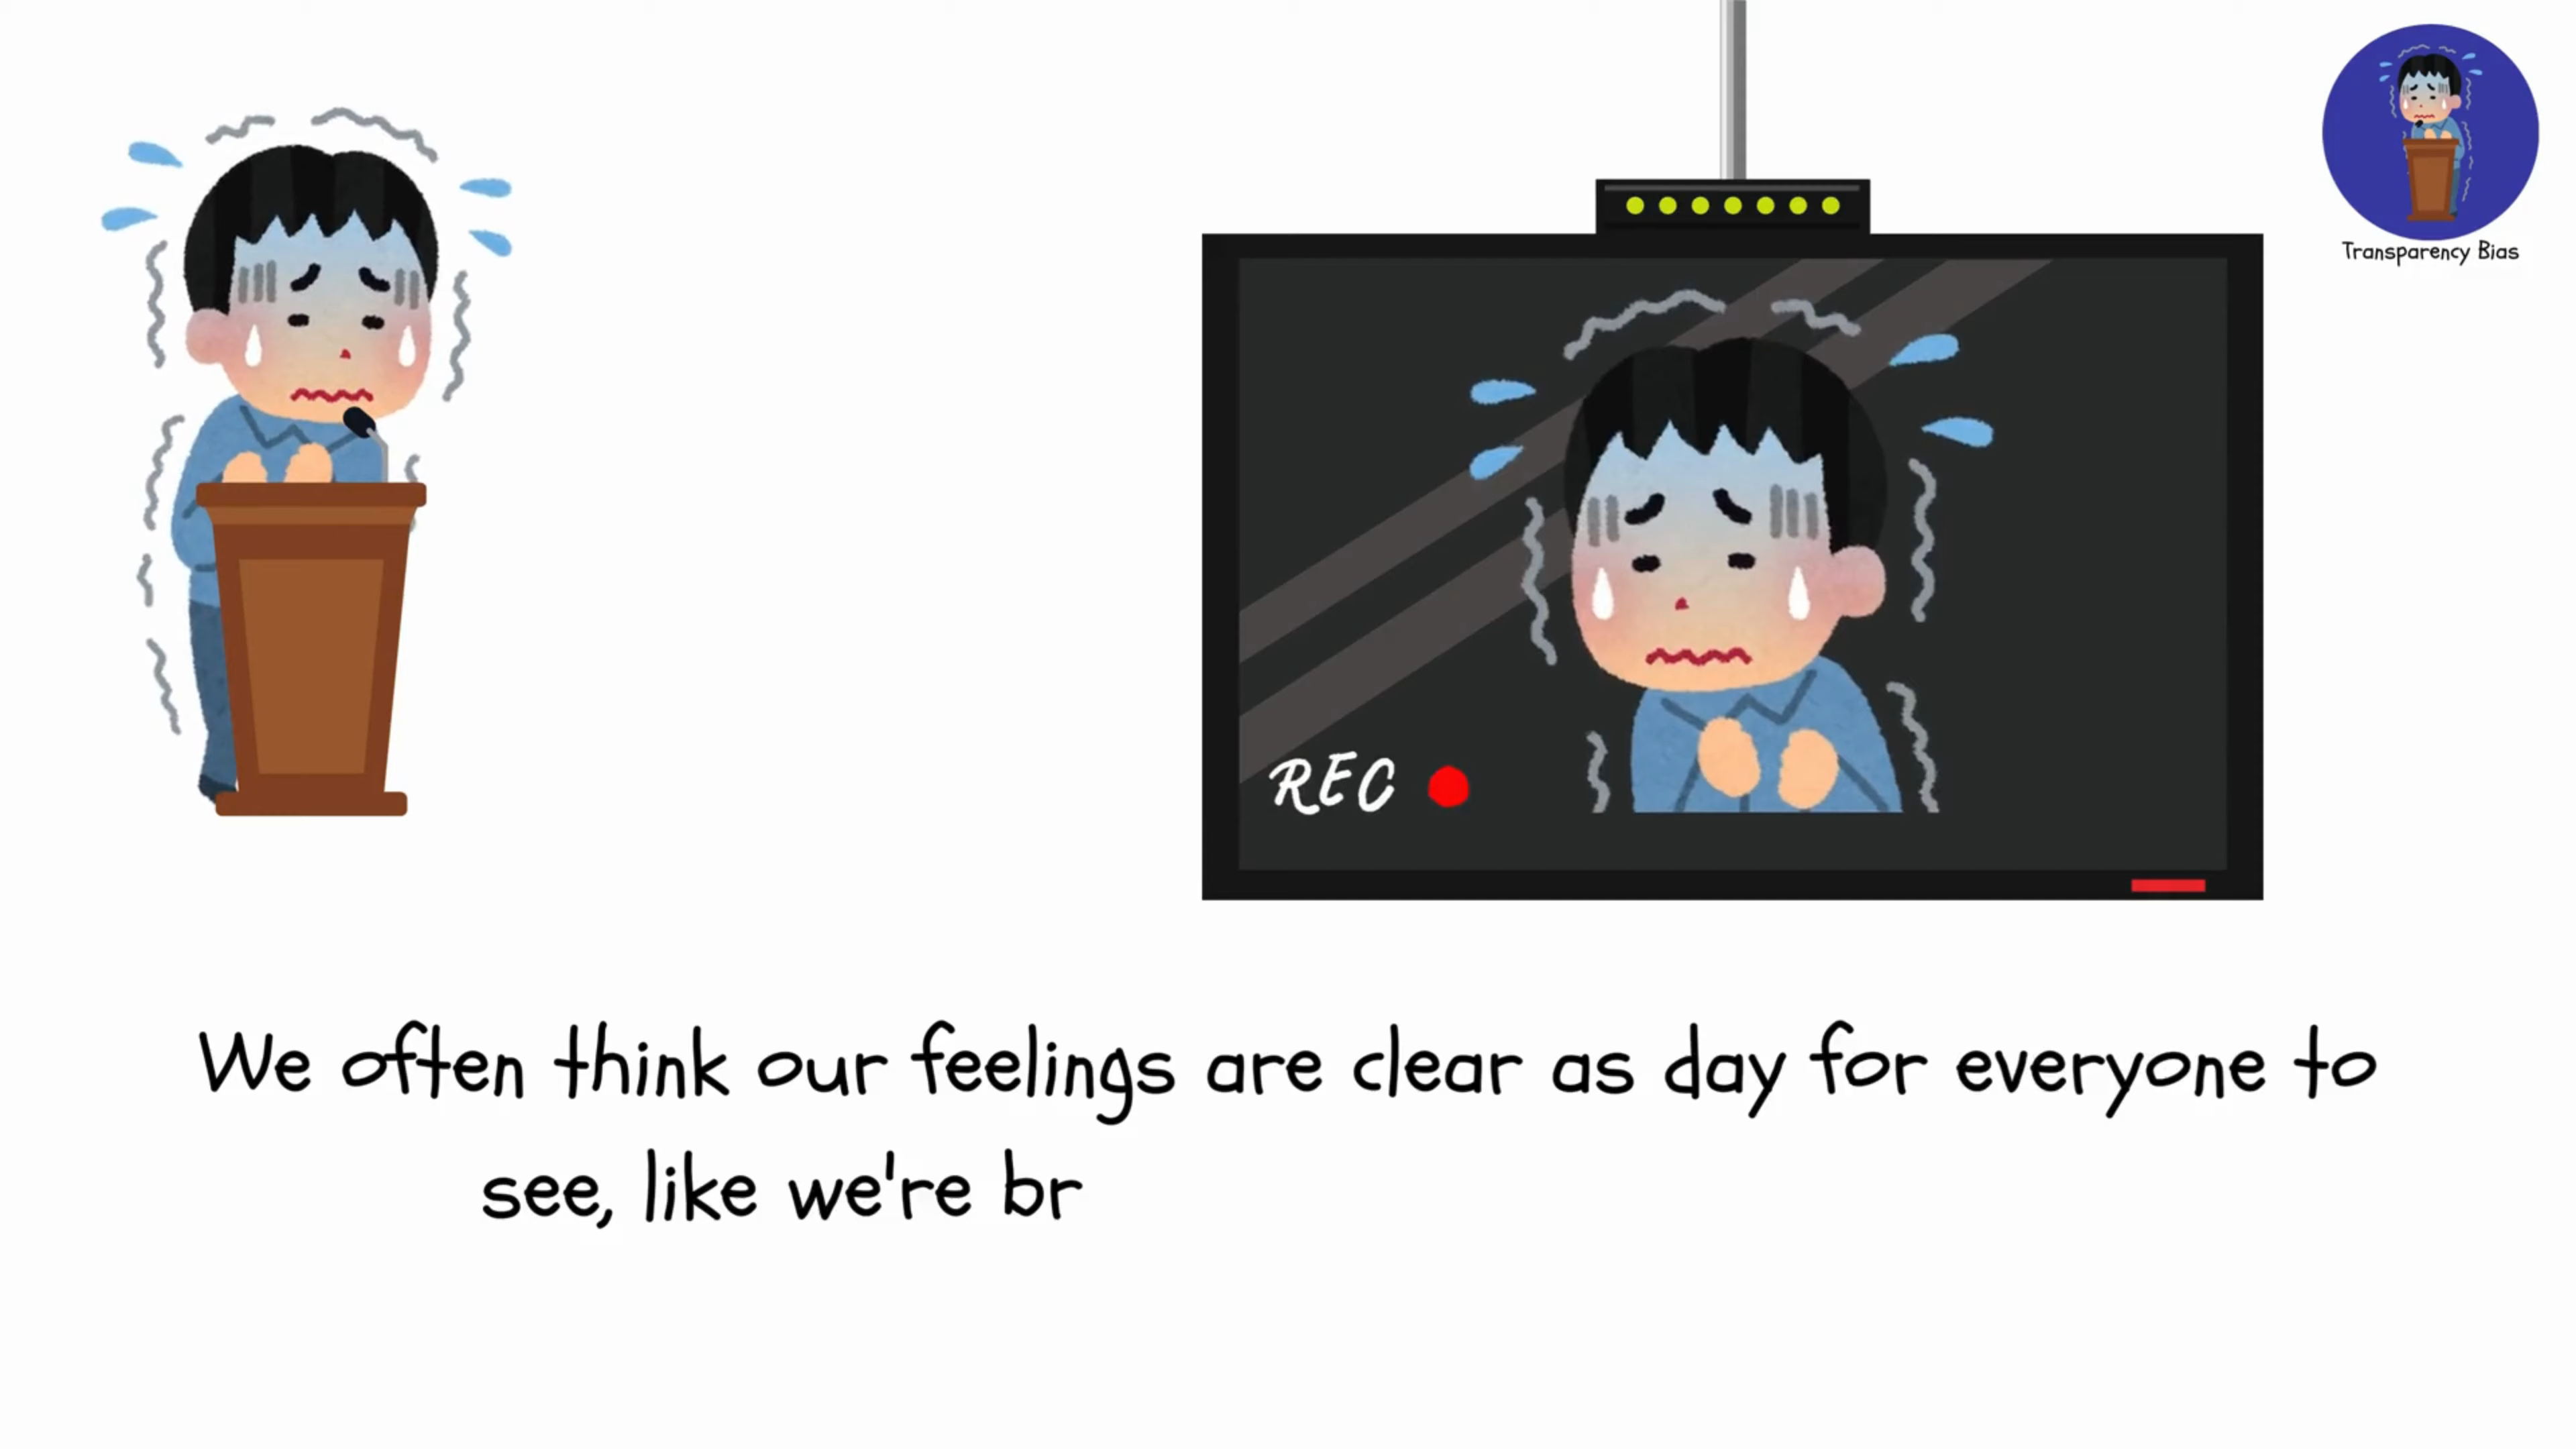 Transparency Bias
REC
We often think our feelings are clear as day for everyone to
see, like we're br